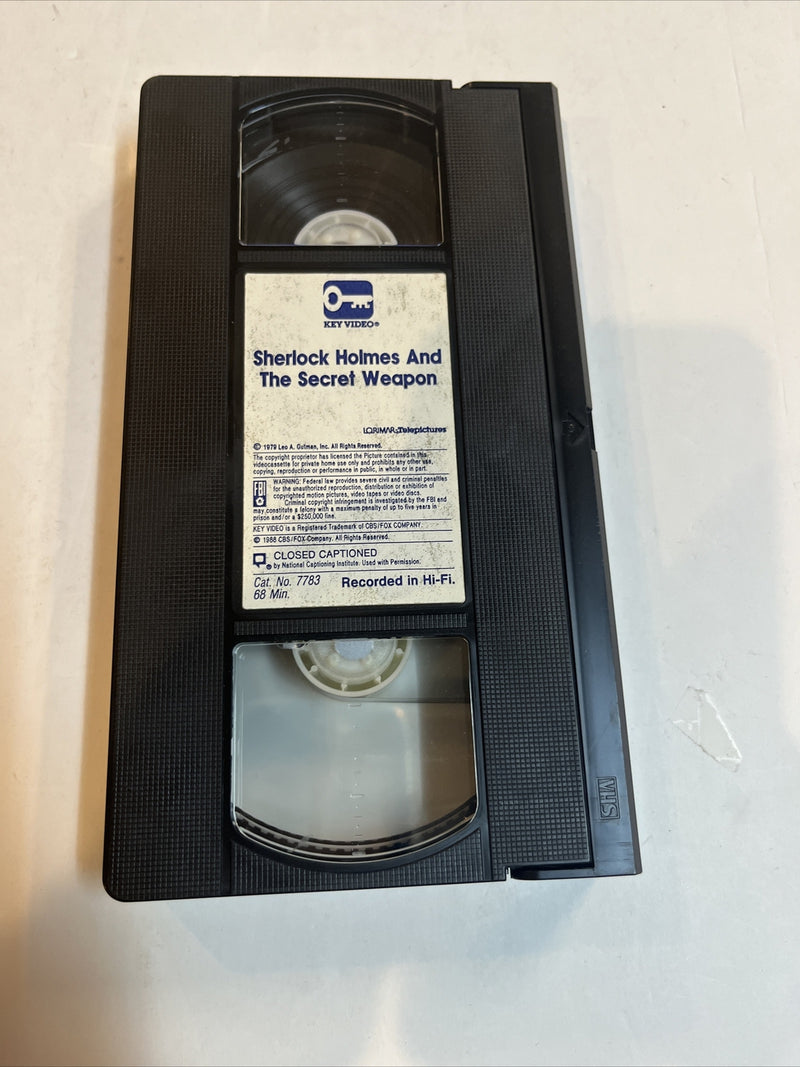 KEY VIDEO®
Sherlock Holmes And
The Secret Weapon
LORIMAR-Telepictures
© 1979 Leo A. Gutman, Inc. All Rights Reserved.
The copyright proprietor has licensed the Picture contained in this
videocassette for private home use only and prohibits any other use,
copying, reproduction or performance in public, in whole or in part.
FBI
WARNING: Federal law provides severe civil and criminal penalties
for the unauthorized reproduction, distribution or exhibition of
copyrighted motion pictures, video tapes or video discs.
Criminal copyright infringement is investigated by the FBI and
may constitute a felony with a maximum penalty of up to five years in
prison and/or a $250,000 fine.
KEY VIDEO is a Registered Trademark of CBS/FOX COMPANY.
© 1988 CBS/FOX Company. All Rights Reserved.
CLOSED CAPTIONED
® by National Captioning Institute. Used with Permission.
Cat. No. 7783 Recorded in Hi-Fi.
68 Min.
VHS